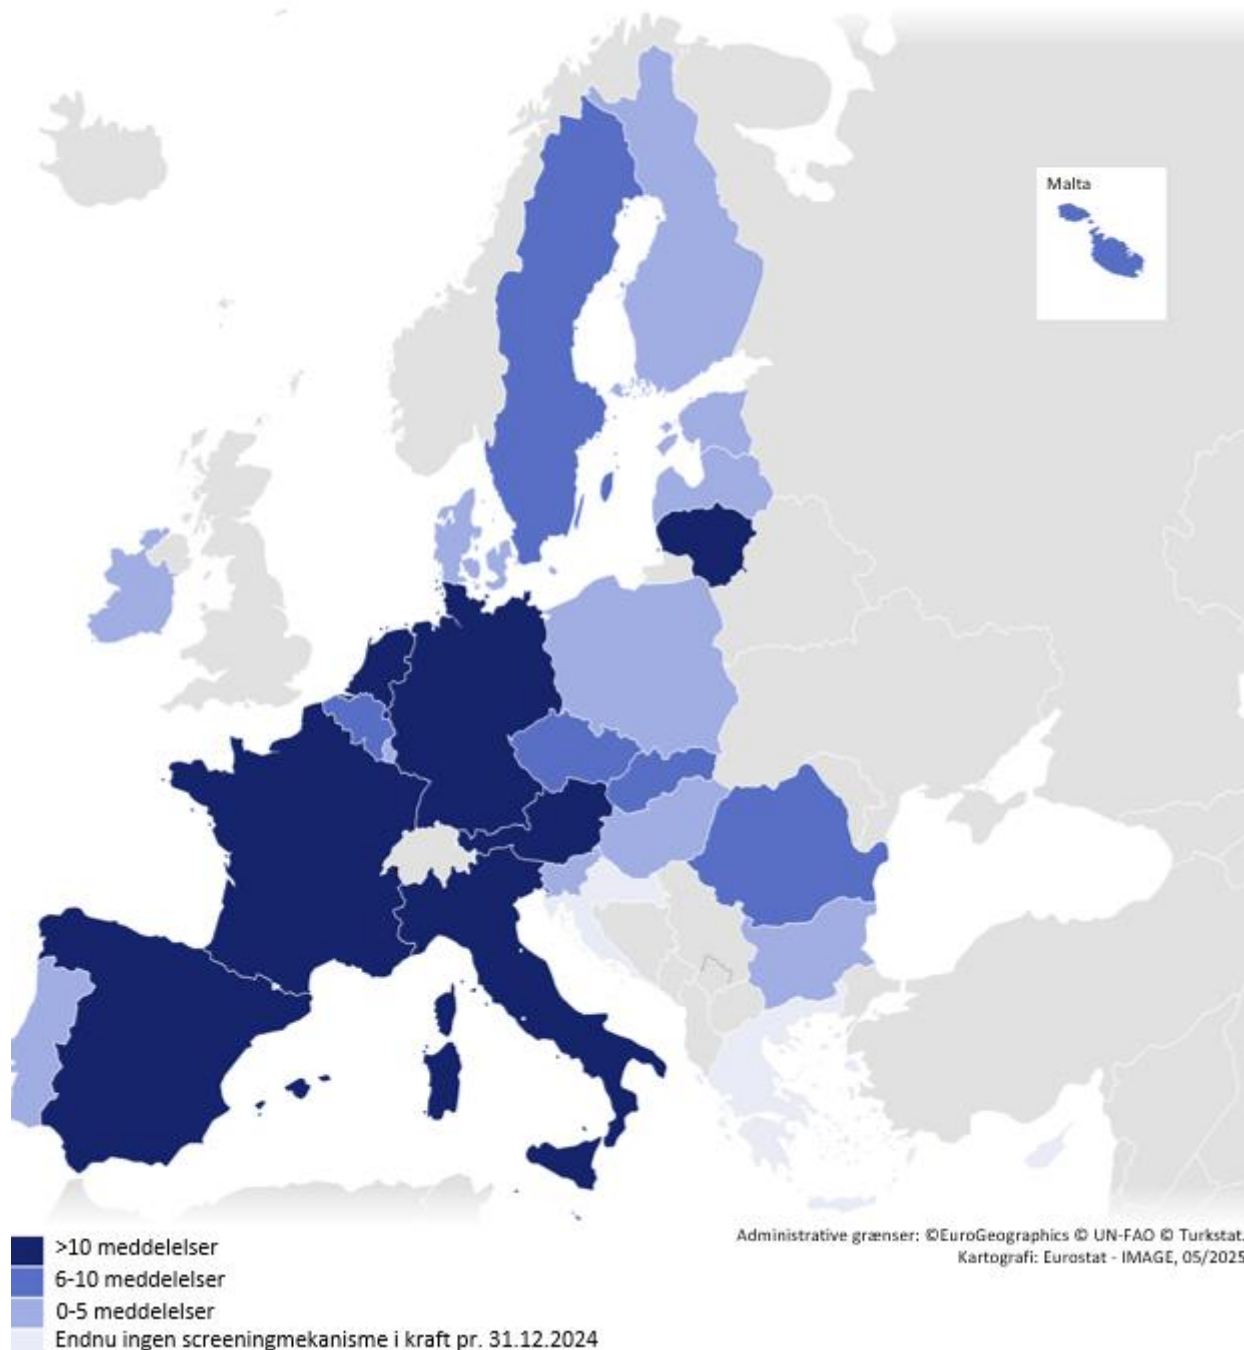 Malta
>10 meddelelser
6-10 meddelelser
0-5 meddelelser
Endnu ingen screeningmekanisme i kraft pr. 31.12.2024
Administrative grænser: ©EuroGeographics © UN-FAO © Turkstat.
Kartografi: Eurostat - IMAGE, 05/2025